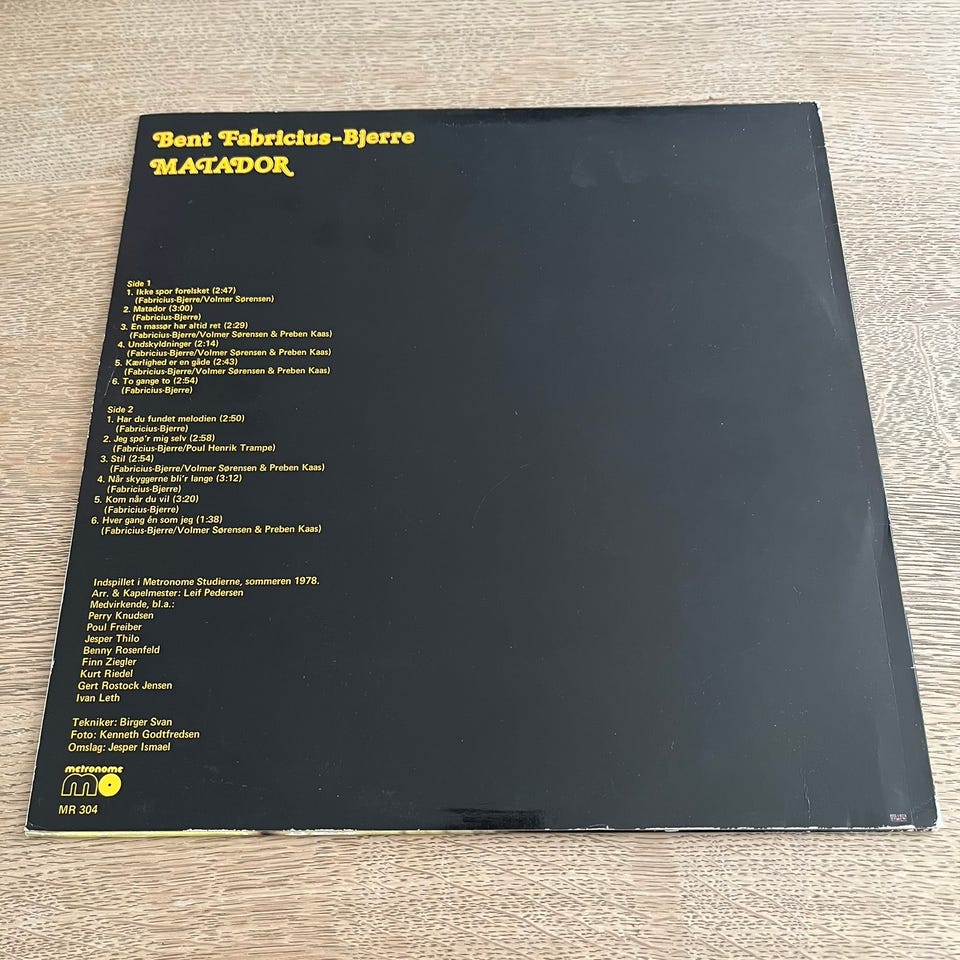 Bent Fabricius-Bjerre
MATADOR
Side 1
1. Ikke spor forelsket (2:47)
(Fabricius-Bjerre/Volmer Sørensen)
2. Matador (3:00)
(Fabricius-Bjerre)
3. En massør har altid ret (2:29)
(Fabricius-Bjerre/Volmer Sørensen & Preben Kaas)
4. Undskyldninger (2:14)
(Fabricius-Bjerre/Volmer Sørensen & Preben Kaas)
5. Kærlighed er en gåde (2:43)
(Fabricius-Bjerre/Volmer Sørensen & Preben Kaas)
6. To gange to (2:54)
(Fabricius-Bjerre)
Side 2
1. Har du fundet melodien (2:50)
(Fabricius-Bjerre)
2. Jeg spø'r mig selv (2:58)
(Fabricius-Bjerre/Poul Henrik Trampe)
3. Stil (2:54)
(Fabricius-Bjerre/Volmer Sørensen & Preben Kaas)
4. Når skyggerne bli'r lange (3:12)
(Fabricius-Bjerre)
5. Kom når du vil (3:20)
(Fabricius-Bjerre)
6. Hver gang én som jeg (1:38)
(Fabricius-Bjerre/Volmer Sørensen & Preben Kaas)
Indspillet i Metronome Studierne, sommeren 1978.
Arr. & Kapelmester: Leif Pedersen
Medvirkende, bl.a.:
Perry Knudsen
Poul Freiber
Jesper Thilo
Benny Rosenfeld
Finn Ziegler
Kurt Riedel
Gert Rostock Jensen
Ivan Leth
Tekniker: Birger Svan
Foto: Kenneth Godtfredsen
Omslag: Jesper Ismael
metronome
mo
MR 304